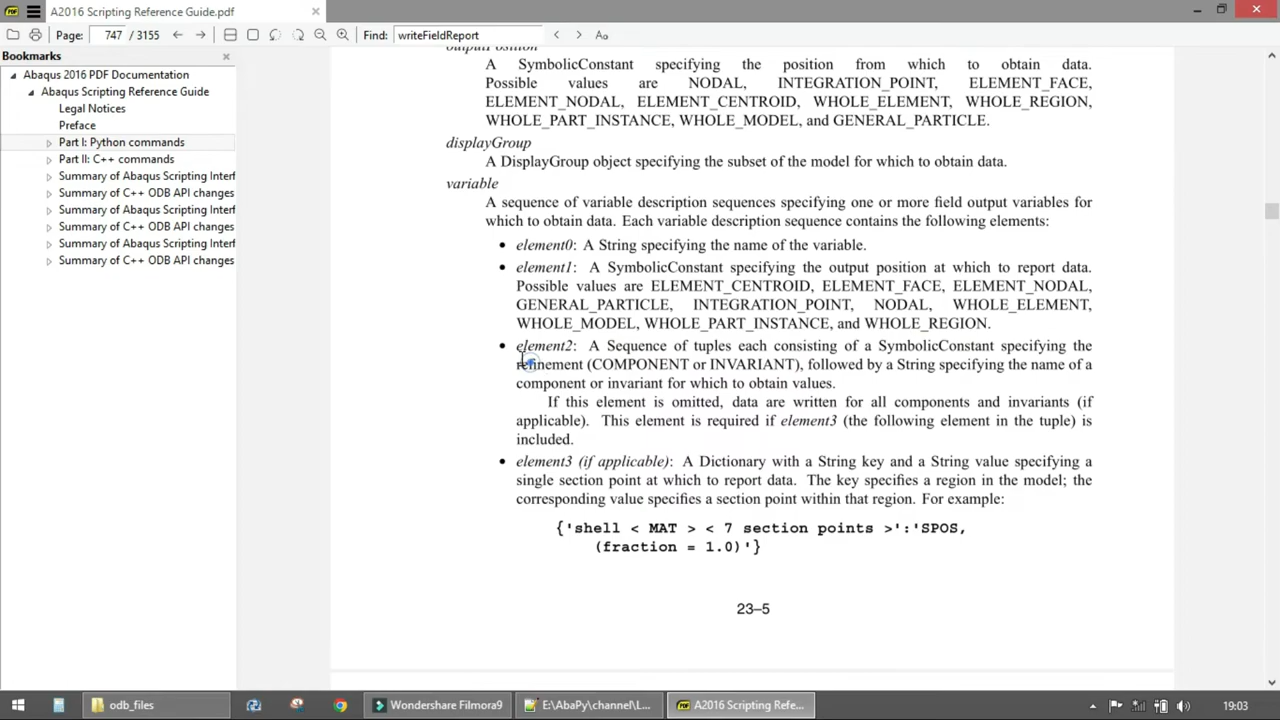 A2016 Scripting Reference Guide.pdf
Page: 747 / 3155 Find: writeFieldReport
Bookmarks
Abaqus 2016 PDF Documentation
Abaqus Scripting Reference Guide
Legal Notices
Preface
Part I: Python commands
Part II: C++ commands
Summary of Abaqus Scripting Interf
Summary of C++ ODB API changes
Summary of Abaqus Scripting Interf
Summary of C++ ODB API changes
Summary of Abaqus Scripting Interf
Summary of C++ ODB API changes
outputPosition
A SymbolicConstant specifying the position from which to obtain data.
Possible values are NODAL, INTEGRATION_POINT, ELEMENT_FACE,
ELEMENT_NODAL, ELEMENT_CENTROID, WHOLE_ELEMENT, WHOLE_REGION,
WHOLE_PART_INSTANCE, WHOLE_MODEL, and GENERAL_PARTICLE.
displayGroup
A DisplayGroup object specifying the subset of the model for which to obtain data.
variable
A sequence of variable description sequences specifying one or more field output variables for
which to obtain data. Each variable description sequence contains the following elements:
• element0: A String specifying the name of the variable.
• element1: A SymbolicConstant specifying the output position at which to report data.
Possible values are ELEMENT_CENTROID, ELEMENT_FACE, ELEMENT_NODAL,
GENERAL_PARTICLE, INTEGRATION_POINT, NODAL, WHOLE_ELEMENT,
WHOLE_MODEL, WHOLE_PART_INSTANCE, and WHOLE_REGION.
• element2: A Sequence of tuples each consisting of a SymbolicConstant specifying the
refinement (COMPONENT or INVARIANT), followed by a String specifying the name of a
component or invariant for which to obtain values.
If this element is omitted, data are written for all components and invariants (if
applicable). This element is required if element3 (the following element in the tuple) is
included.
• element3 (if applicable): A Dictionary with a String key and a String value specifying a
single section point at which to report data. The key specifies a region in the model; the
corresponding value specifies a section point within that region. For example:
{'shell < MAT > < 7 section points >':'SPOS,
(fraction = 1.0)'}
23–5
odb_files Wondershare Filmora9 E:\AbaPy\channel\L... A2016 Scripting Refe... 19:03